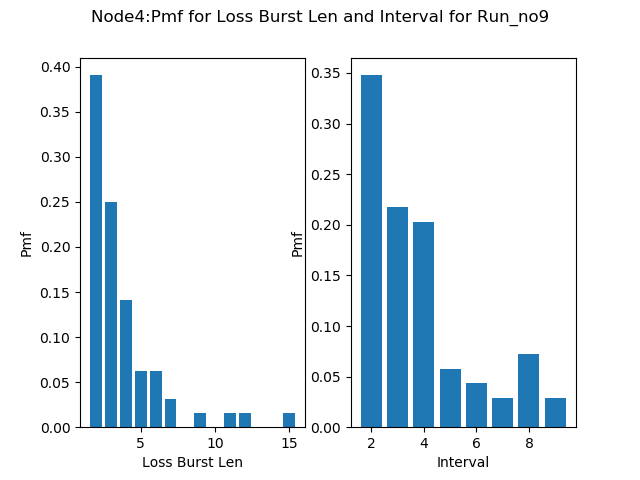 Node4:Pmf for Loss Burst Len and Interval for Run_no9
0.40
0.35
0.30
0.25
0.20
0.15
0.10
0.05
0.00
Pmf
5 10 15
Loss Burst Len
0.35
0.30
0.25
0.20
0.15
0.10
0.05
0.00
Pmf
2 4 6 8
Interval